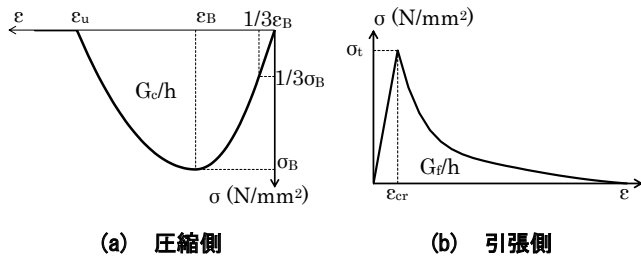 ε
εu
εB
1/3εB
Gc/h
1/3σB
σB
σ (N/mm²)
(a) 圧縮側
σ (N/mm²)
σt
Gf/h
εcr
ε
(b) 引張側